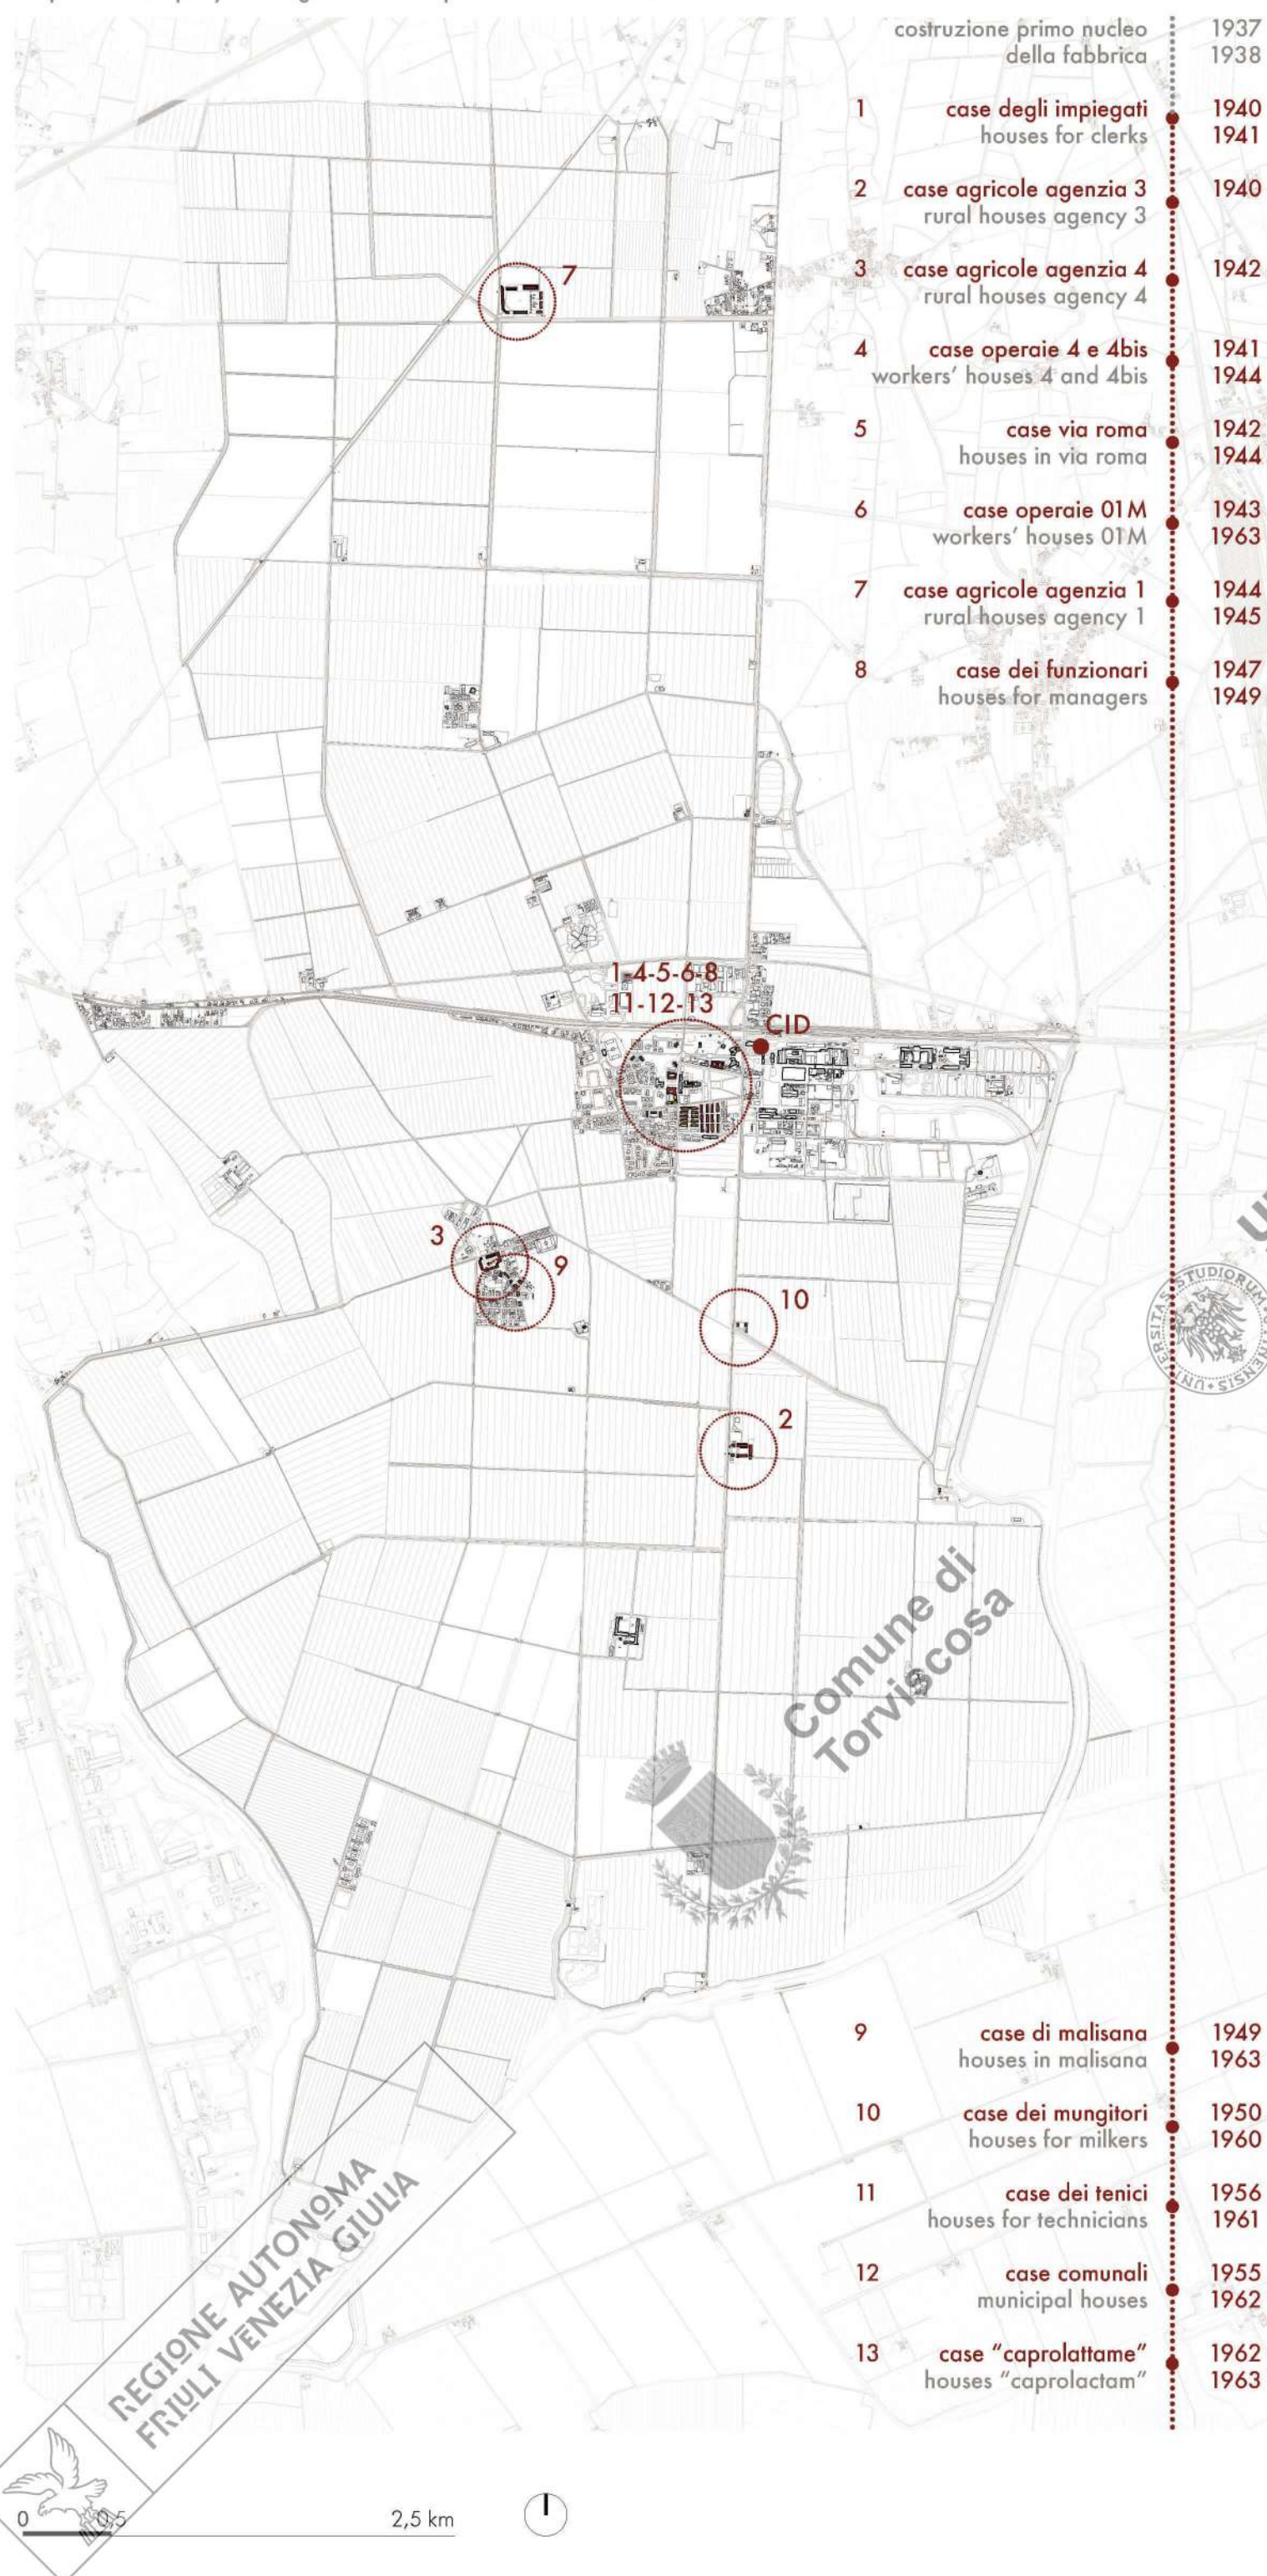 costruzione primo nucleo 1937
della fabbrica 1938
1 case degli impiegati 1940
houses for clerks 1941
2 case agricole agenzia 3 1940
rural houses agency 3
3 case agricole agenzia 4 1942
rural houses agency 4
4 case operaie 4 e 4bis 1941
workers' houses 4 and 4bis 1944
5 case via roma 1942
houses in via roma 1944
6 case operaie 01M 1943
workers' houses 01M 1963
7 case agricole agenzia 1 1944
rural houses agency 1 1945
8 case dei funzionari 1947
houses for managers 1949
7
1-4-5-6-8
11-12-13
CID
3
9
10
2
Comune di
Torviscosa
9 case di malisana 1949
houses in malisana 1963
10 case dei mungitori 1950
houses for milkers 1960
11 case dei tenici 1956
houses for technicians 1961
12 case comunali 1955
municipal houses 1962
13 case “caprolattame” 1962
houses “caprolactam” 1963
REGIONE AUTONOMA
FRIULI VENEZIA GIULIA
0 0,5 2,5 km